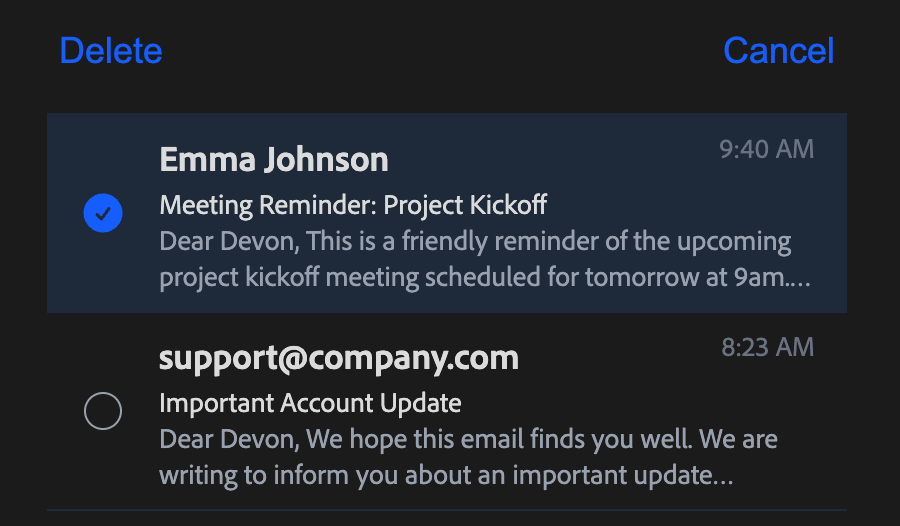 Delete
Cancel
Emma Johnson
9:40 AM
Meeting Reminder: Project Kickoff
Dear Devon, This is a friendly reminder of the upcoming
project kickoff meeting scheduled for tomorrow at 9am....
support@company.com
8:23 AM
Important Account Update
Dear Devon, We hope this email finds you well. We are
writing to inform you about an important update...